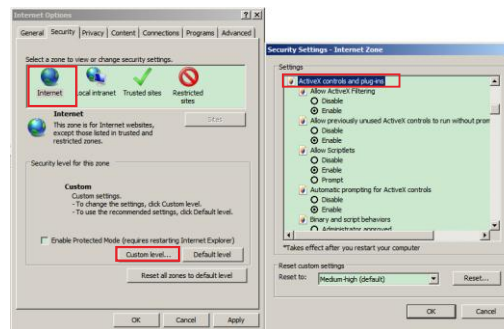 Internet Options
General Security Privacy Content Connections Programs Advanced
Select a zone to view or change security settings.
Internet
Local intranet
Trusted sites
Restricted
sites
Internet
This zone is for Internet websites,
except those listed in trusted and
restricted zones.
Sites
Security level for this zone
Custom
Custom settings.
- To change the settings, click Custom level.
- To use the recommended settings, click Default level.
Enable Protected Mode (requires restarting Internet Explorer)
Custom level...
Default level
Reset all zones to default level
OK
Cancel
Apply
Security Settings - Internet Zone
Settings
ActiveX controls and plug-ins
Allow ActiveX Filtering
Disable
Enable
Allow previously unused ActiveX controls to run without prom
Disable
Enable
Allow Scriptlets
Disable
Enable
Prompt
Automatic prompting for ActiveX controls
Disable
Enable
Binary and script behaviors
Administrator approved
*Takes effect after you restart your computer
Reset custom settings
Reset to:
Medium-high (default)
Reset...
OK
Cancel